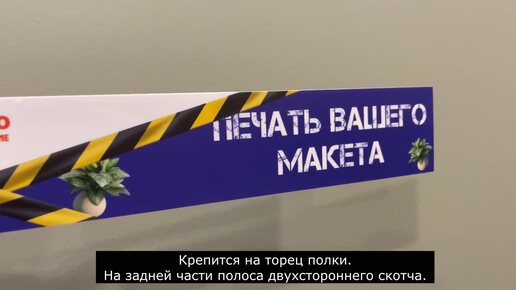 ПЕЧАТЬ ВАШЕГО
МАКЕТА
Крепится на торец полки.
На задней части полоса двухстороннего скотча.